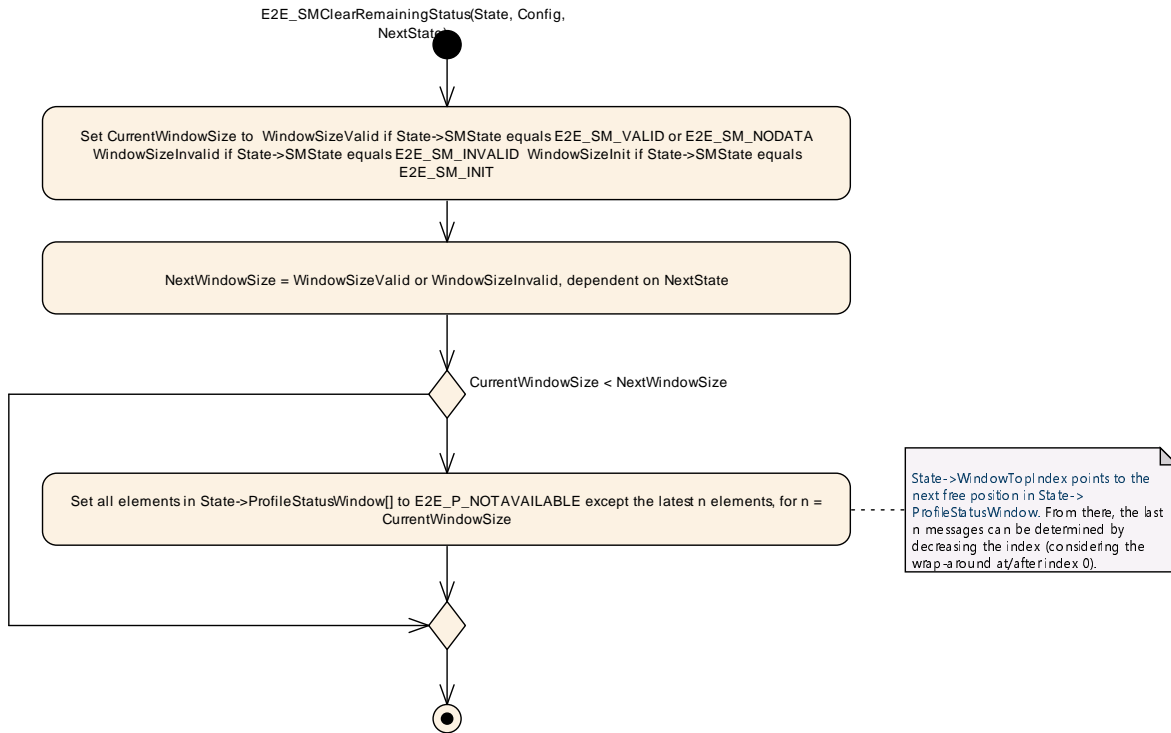 E2E_SMClearRemainingStatus(State, Config,
NextState)
Set CurrentWindowSize to  WindowSizeValid if State->SMState equals E2E_SM_VALID or E2E_SM_NODATA
WindowSizeInvalid if State->SMState equals E2E_SM_INVALID  WindowSizeInit if State->SMState equals
E2E_SM_INIT
NextWindowSize = WindowSizeValid or WindowSizeInvalid, dependent on NextState
CurrentWindowSize < NextWindowSize
Set all elements in State->ProfileStatusWindow[] to E2E_P_NOTAVAILABLE except the latest n elements, for n =
CurrentWindowSize
State->WindowTopIndex points to the
next free position in State->
ProfileStatusWindow. From there, the last
n messages can be determined by
decreasing the index (considering the
wrap-around at/after index 0).